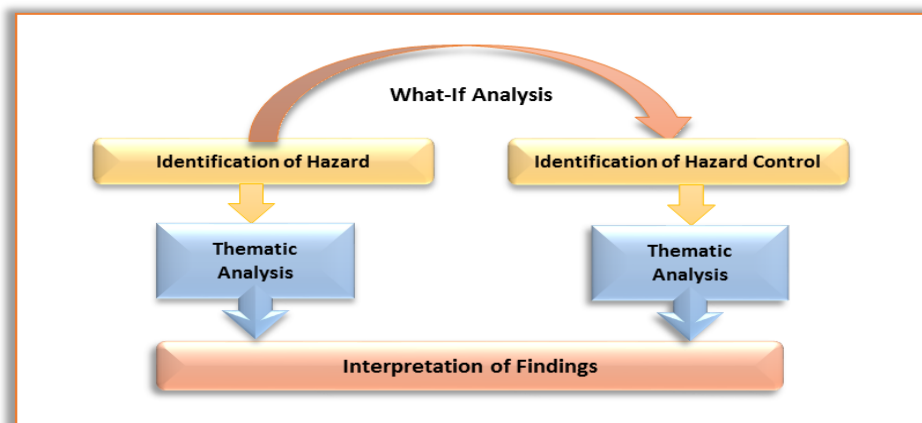 What-If Analysis
Identification of Hazard
Identification of Hazard Control
Thematic
Analysis
Thematic
Analysis
Interpretation of Findings